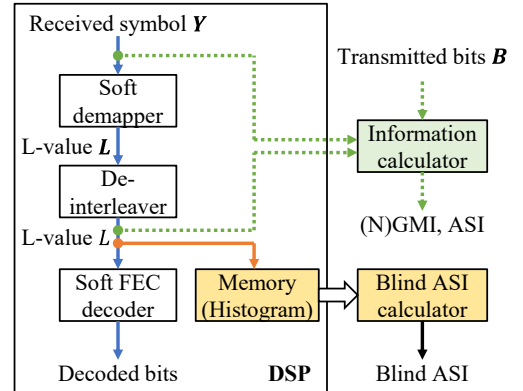 Received symbol Y
Transmitted bits B
Soft
demapper
Information
calculator
L-value L
De-
interleaver
(N)GMI, ASI
L-value L
Soft FEC
decoder
Memory
(Histogram)
Blind ASI
calculator
Decoded bits
DSP
Blind ASI